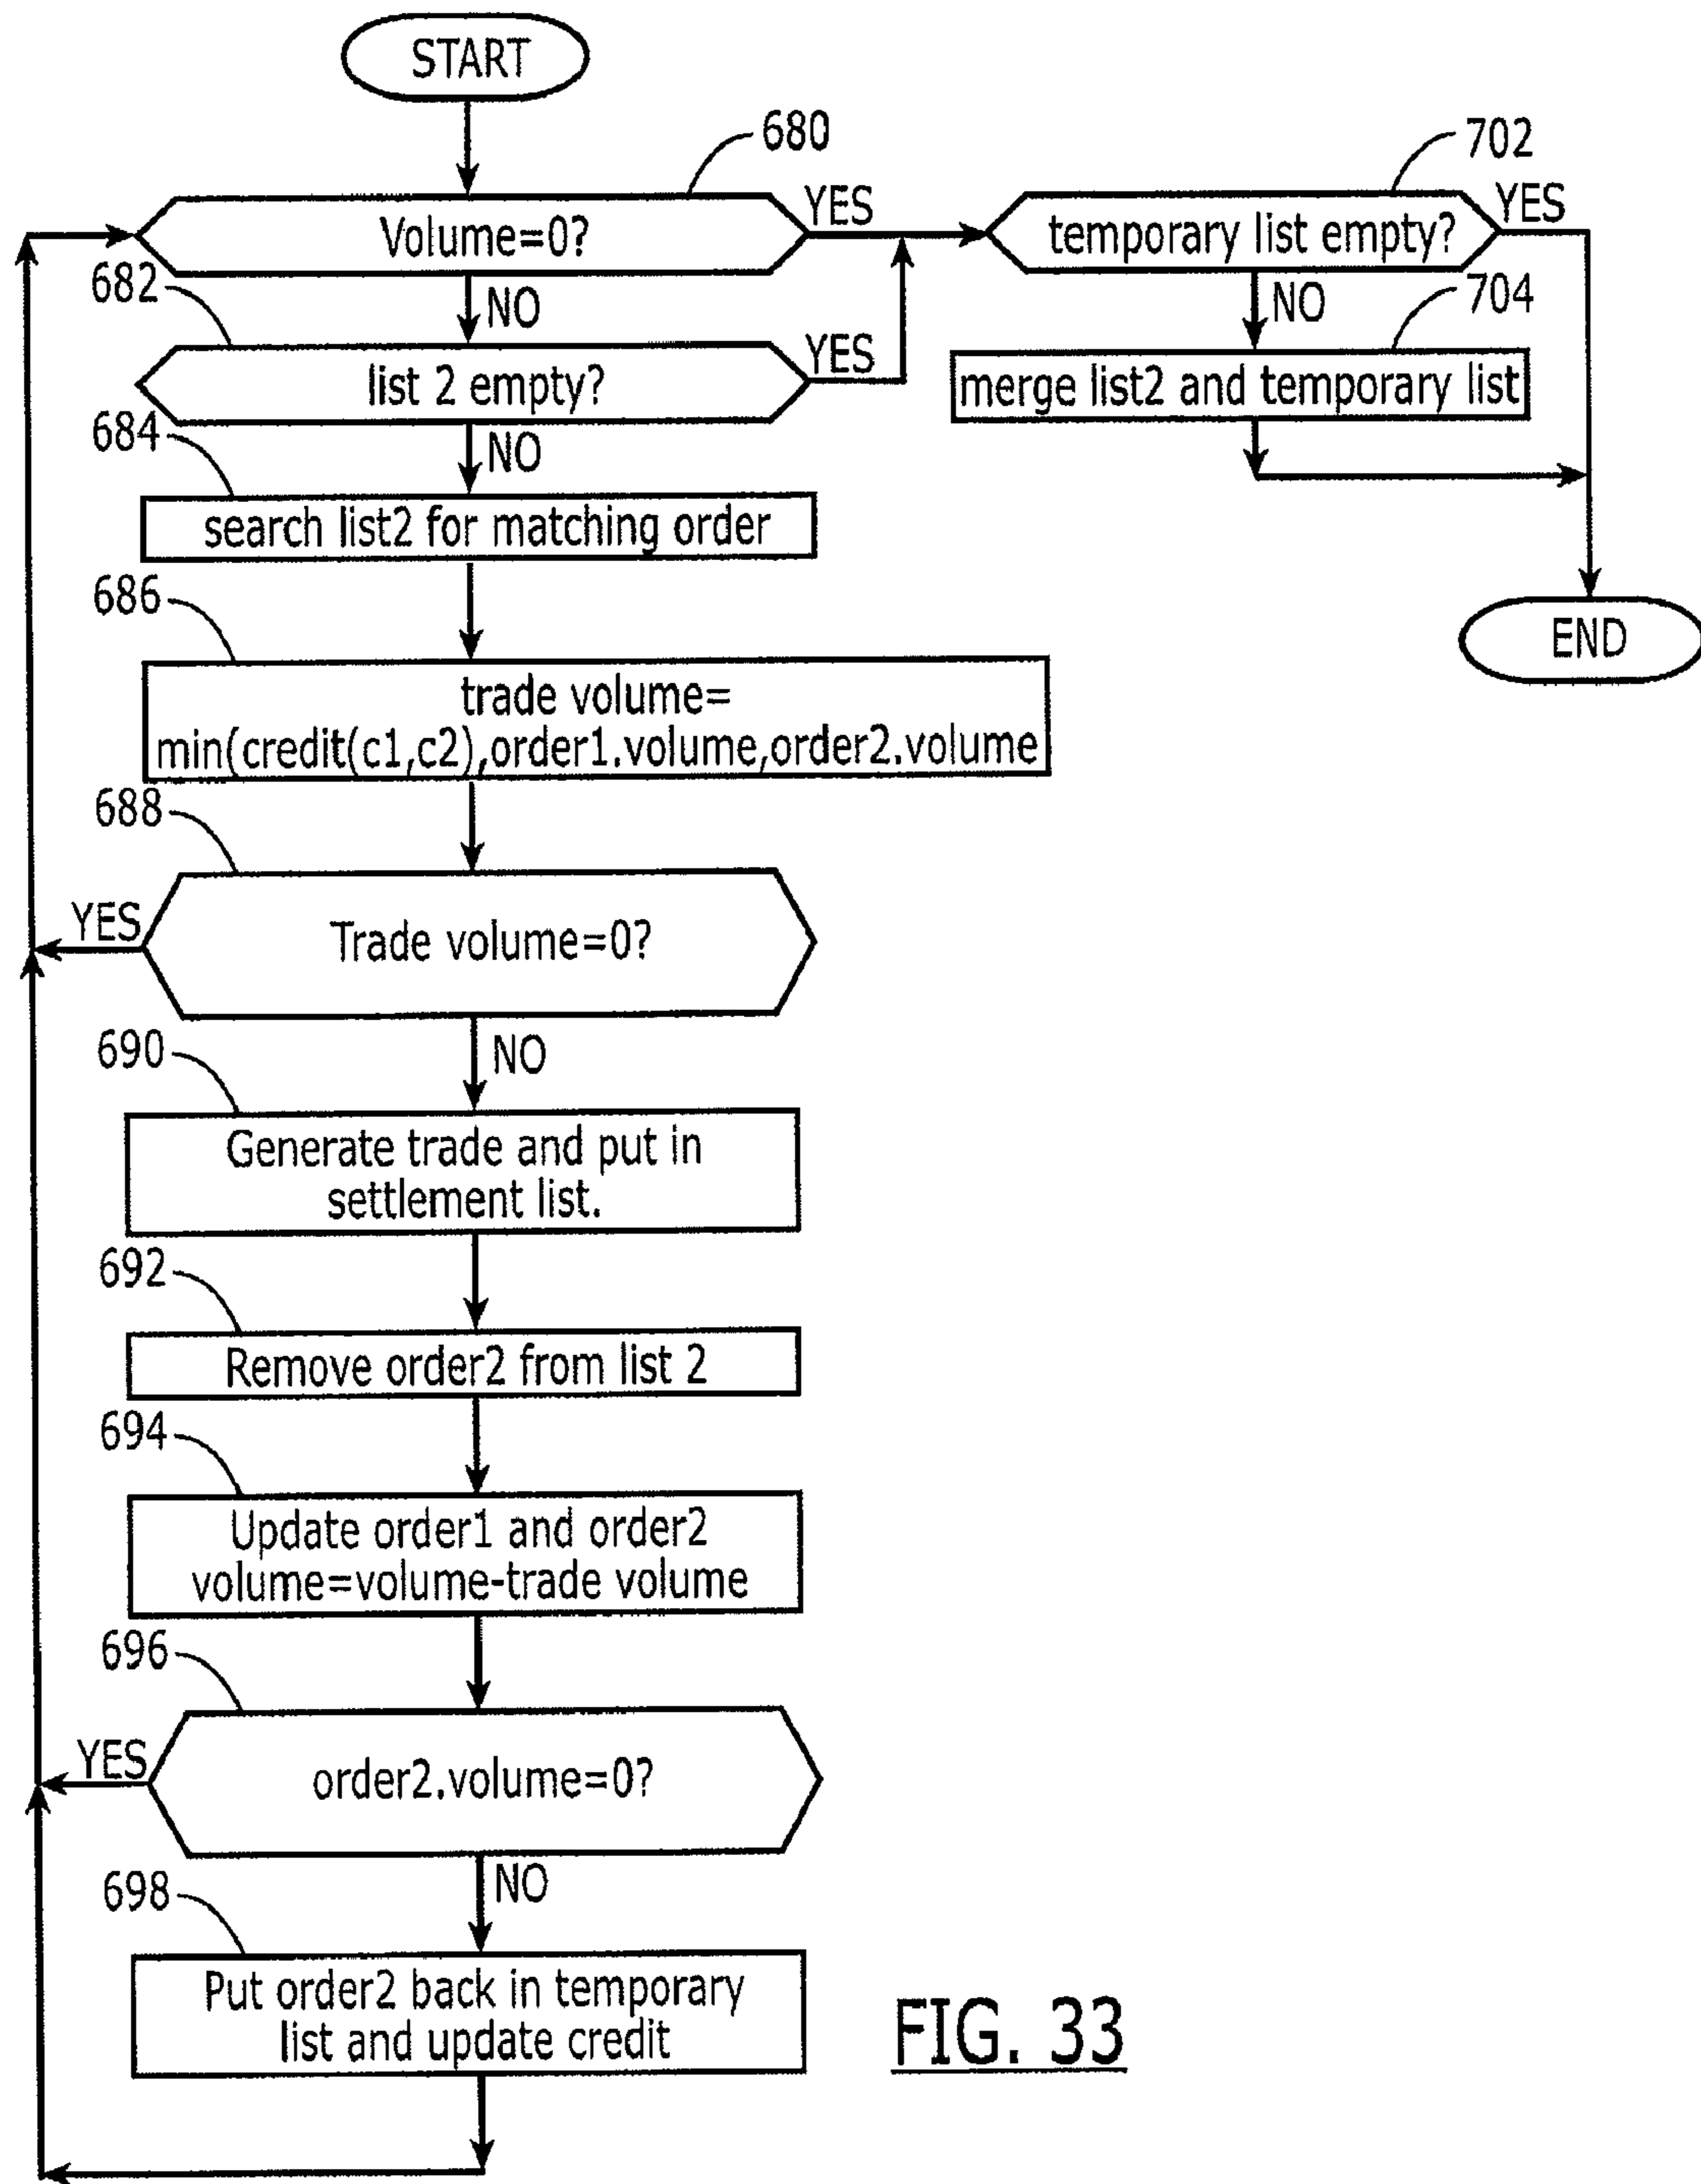 START
680
Volume=0?
YES
702
temporary list empty?
YES
682
NO
list 2 empty?
YES
NO
704
merge list2 and temporary list
684
NO
search list2 for matching order
END
686
trade volume=
min(credit(c1,c2),order1.volume,order2.volume
688
YES
Trade volume=0?
NO
690
Generate trade and put in
settlement list.
692
Remove order2 from list 2
694
Update order1 and order2
volume=volume-trade volume
696
YES
order2.volume=0?
NO
698
Put order2 back in temporary
list and update credit
FIG. 33